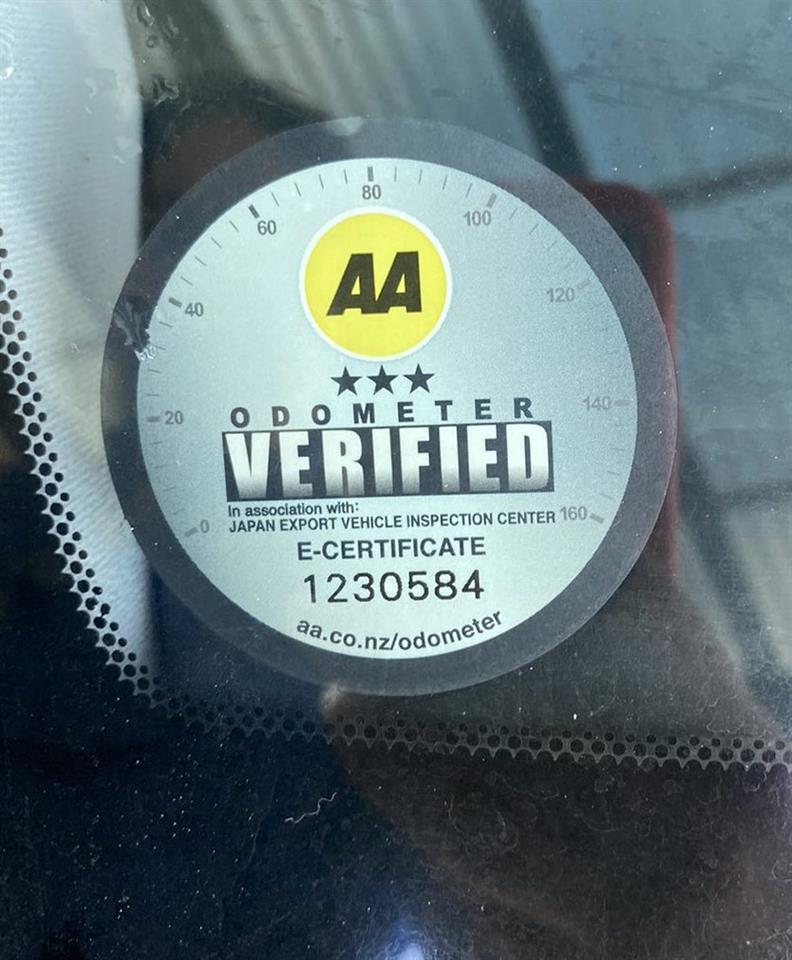 80
60
100
AA
40
120
ODOMETER
20
140
VERIFIED
In association with:
JAPAN EXPORT VEHICLE INSPECTION CENTER
0
160
E-CERTIFICATE
1230584
aa.co.nz/odometer